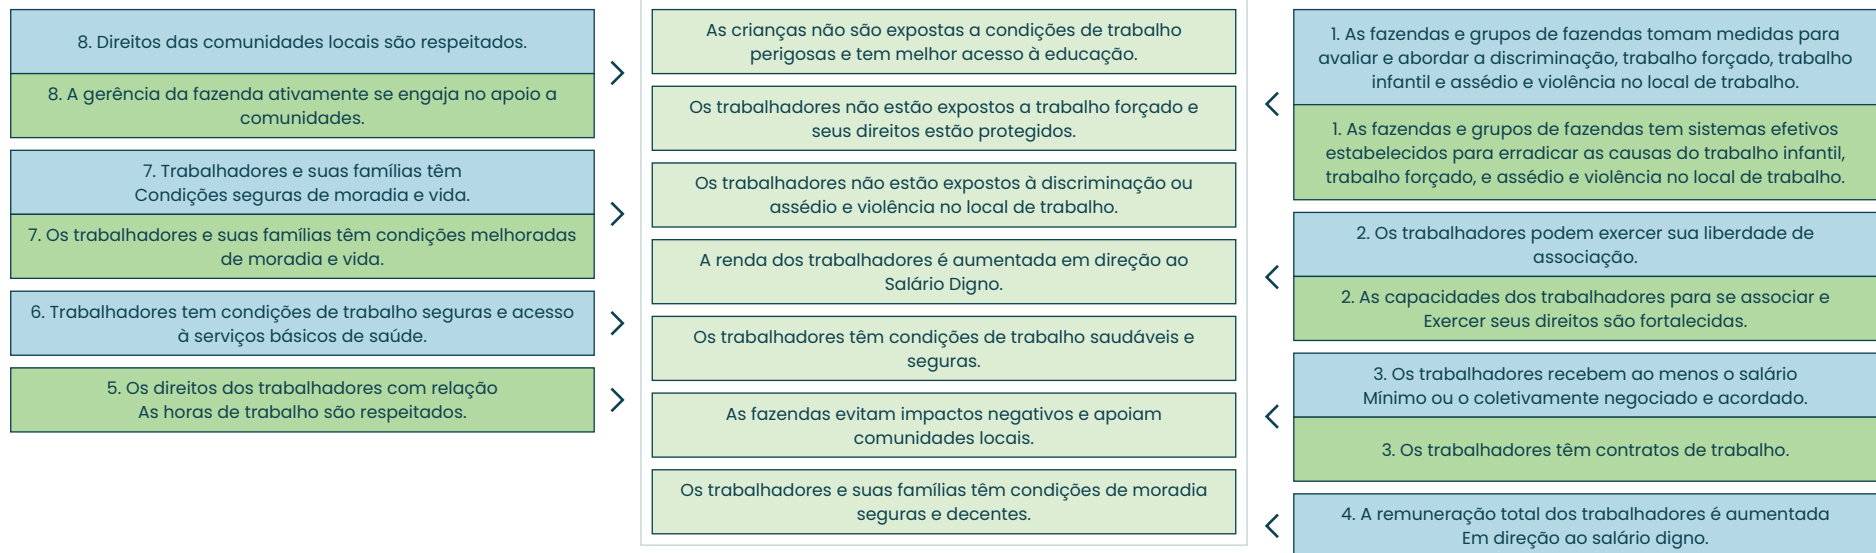 8. Direitos das comunidades locais são respeitados.
8. A gerência da fazenda ativamente se engaja no apoio a
comunidades.
7. Trabalhadores e suas famílias têm
Condições seguras de moradia e vida.
7. Os trabalhadores e suas famílias têm condições melhoradas
de moradia e vida.
6. Trabalhadores tem condições de trabalho seguras e acesso
à serviços básicos de saúde.
5. Os direitos dos trabalhadores com relação
As horas de trabalho são respeitados.
As crianças não são expostas a condições de trabalho
perigosas e tem melhor acesso à educação.
Os trabalhadores não estão expostos a trabalho forçado e
seus direitos estão protegidos.
Os trabalhadores não estão expostos à discriminação ou
assédio e violência no local de trabalho.
A renda dos trabalhadores é aumentada em direção ao
Salário Digno.
Os trabalhadores têm condições de trabalho saudáveis e
seguras.
As fazendas evitam impactos negativos e apoiam
comunidades locais.
Os trabalhadores e suas famílias têm condições de moradia
seguras e decentes.
1. As fazendas e grupos de fazendas tomam medidas para
avaliar e abordar a discriminação, trabalho forçado, trabalho
infantil e assédio e violência no local de trabalho.
1. As fazendas e grupos de fazendas tem sistemas efetivos
estabelecidos para erradicar as causas do trabalho infantil,
trabalho forçado, e assédio e violência no local de trabalho.
2. Os trabalhadores podem exercer sua liberdade de
associação.
2. As capacidades dos trabalhadores para se associar e
Exercer seus direitos são fortalecidas.
3. Os trabalhadores recebem ao menos o salário
Mínimo ou o coletivamente negociado e acordado.
3. Os trabalhadores têm contratos de trabalho.
4. A remuneração total dos trabalhadores é aumentada
Em direção ao salário digno.